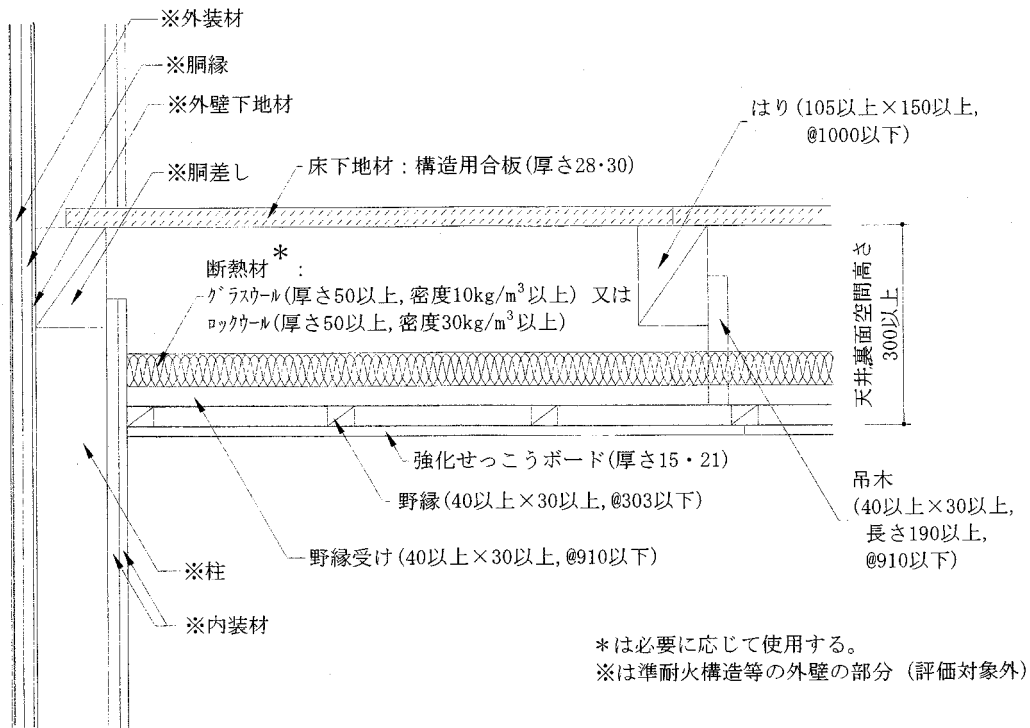 ※外装材
※胴縁
※外壁下地材
※胴差し
床下地材：構造用合板(厚さ28・30)
はり(105以上×150以上,
@1000以下)
断熱材*：
グラスウール(厚さ50以上, 密度10kg/m³以上) 又は
ロックウール(厚さ50以上, 密度30kg/m³以上)
天井裏面空間高さ
300以上
強化せっこうボード(厚さ15・21)
野縁(40以上×30以上, @303以下)
野縁受け(40以上×30以上, @910以下)
吊木
(40以上×30以上,
長さ190以上,
@910以下)
※柱
※内装材
*は必要に応じて使用する。
※は準耐火構造等の外壁の部分 (評価対象外)